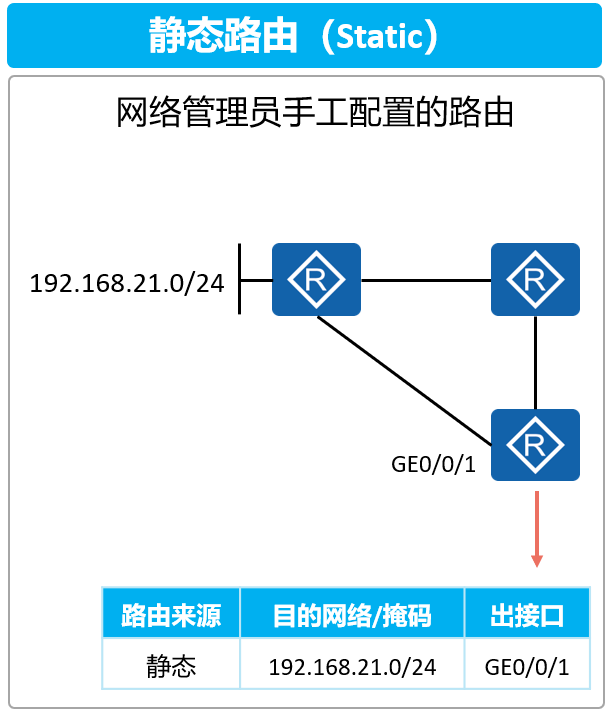 静态路由（Static）
网络管理员手工配置的路由
192.168.21.0/24
R
R
R
GE0/0/1
路由来源 目的网络/掩码 出接口
静态 192.168.21.0/24 GE0/0/1